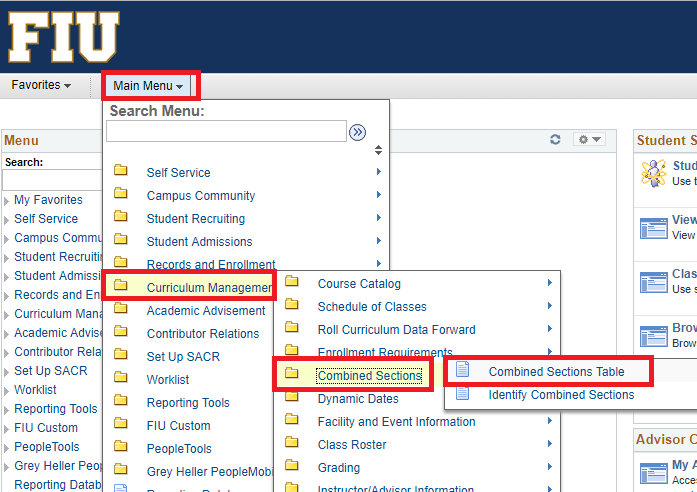 FIU
Favorites
Main Menu
Search Menu:
Self Service
Campus Community
Student Recruiting
Student Admissions
Records and Enrollment
Curriculum Managemen
Academic Advisement
Contributor Relations
Set Up SACR
Worklist
Reporting Tools
FIU Custom
PeopleTools
Grey Heller PeopleMobi
Course Catalog
Schedule of Classes
Roll Curriculum Data Forward
Enrollment Requirements
Combined Sections
Dynamic Dates
Facility and Event Information
Class Roster
Grading
Instructor/Advisor Information
Combined Sections Table
Identify Combined Sections
Menu
Search:
My Favorites
Self Service
Campus Commu
Student Recruitin
Student Admissi
Records and En
Curriculum Mana
Academic Advise
Contributor Relat
Set Up SACR
Worklist
Reporting Tools
FIU Custom
PeopleTools
Grey Heller Peop
Reporting Datab
Student S
Stud
Use t
View
View
Class
Use s
Brow
Advisor C
My A
Acces